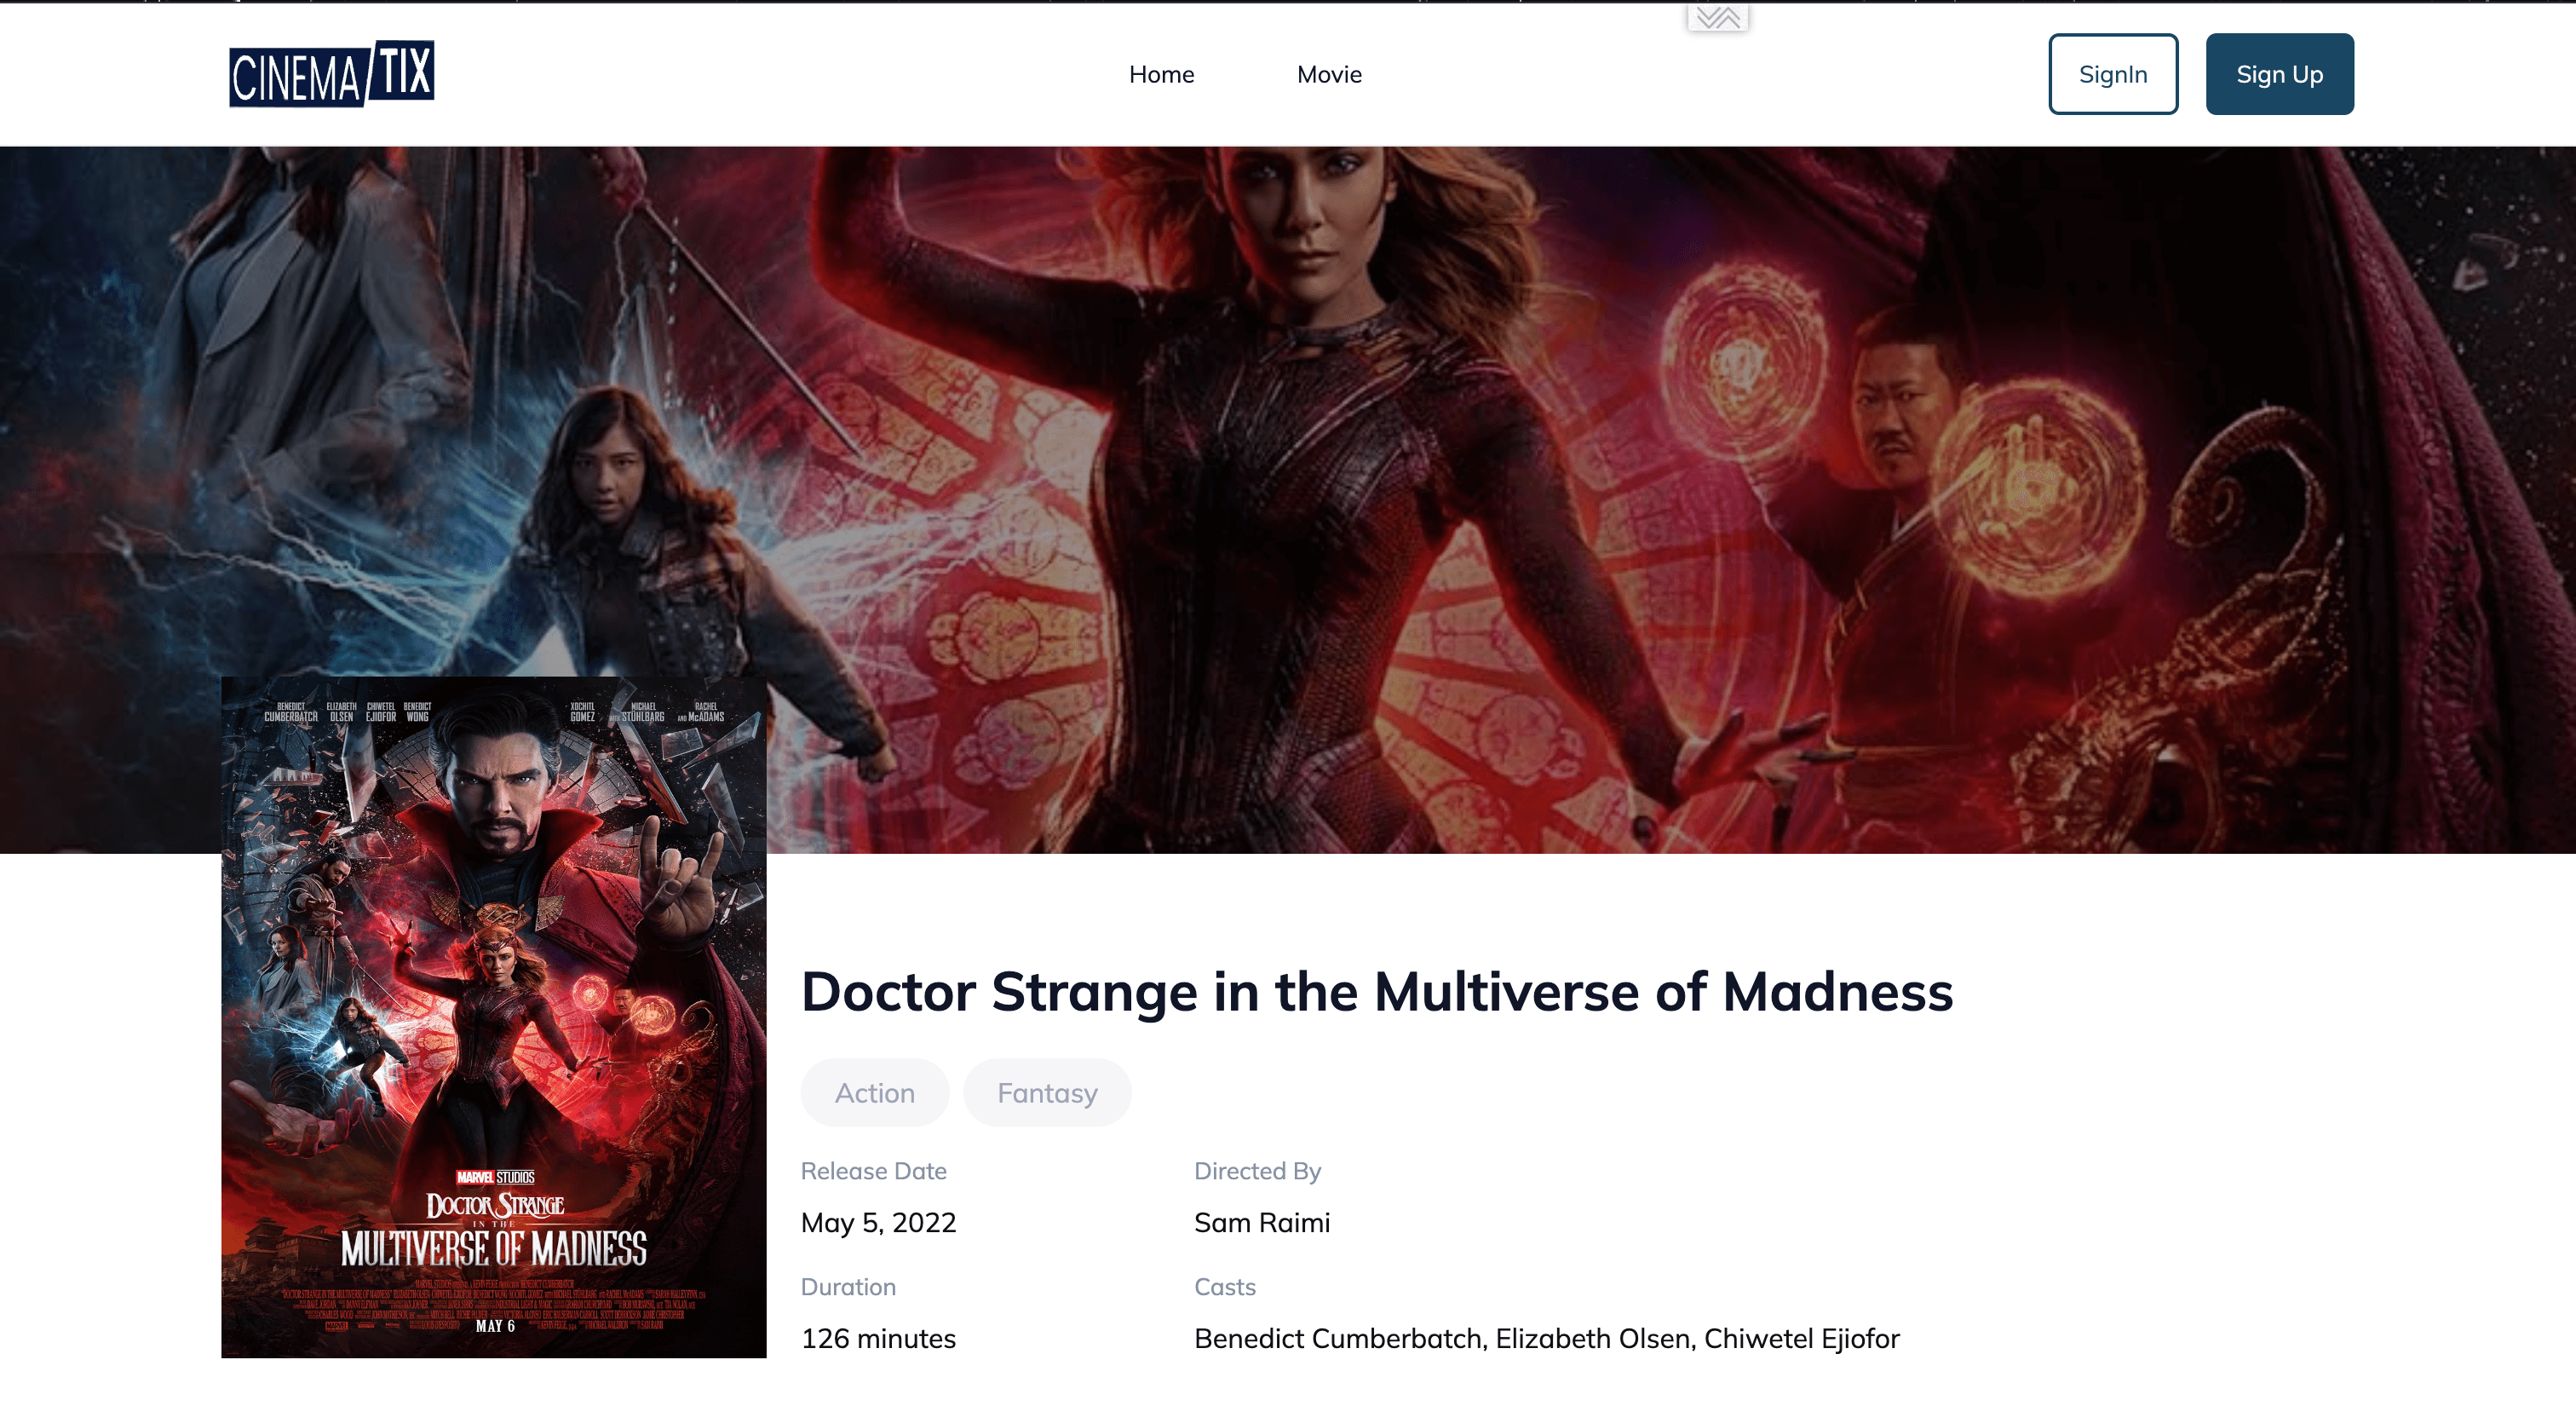 CINEMA TIX
Home
Movie
SignIn
Sign Up
BENEDICT CUMBERBATCH
ELIZABETH OLSEN
CHIWETEL EJIOFOR
BENEDICT WONG
XOCHITL GOMEZ
MICHAEL STUHLBARG
AND RACHEL McADAMS
MARVEL STUDIOS
DOCTOR STRANGE
IN THE
MULTIVERSE OF MADNESS
MAY 6
Doctor Strange in the Multiverse of Madness
Action
Fantasy
Release Date
Directed By
May 5, 2022
Sam Raimi
Duration
Casts
126 minutes
Benedict Cumberbatch, Elizabeth Olsen, Chiwetel Ejiofor